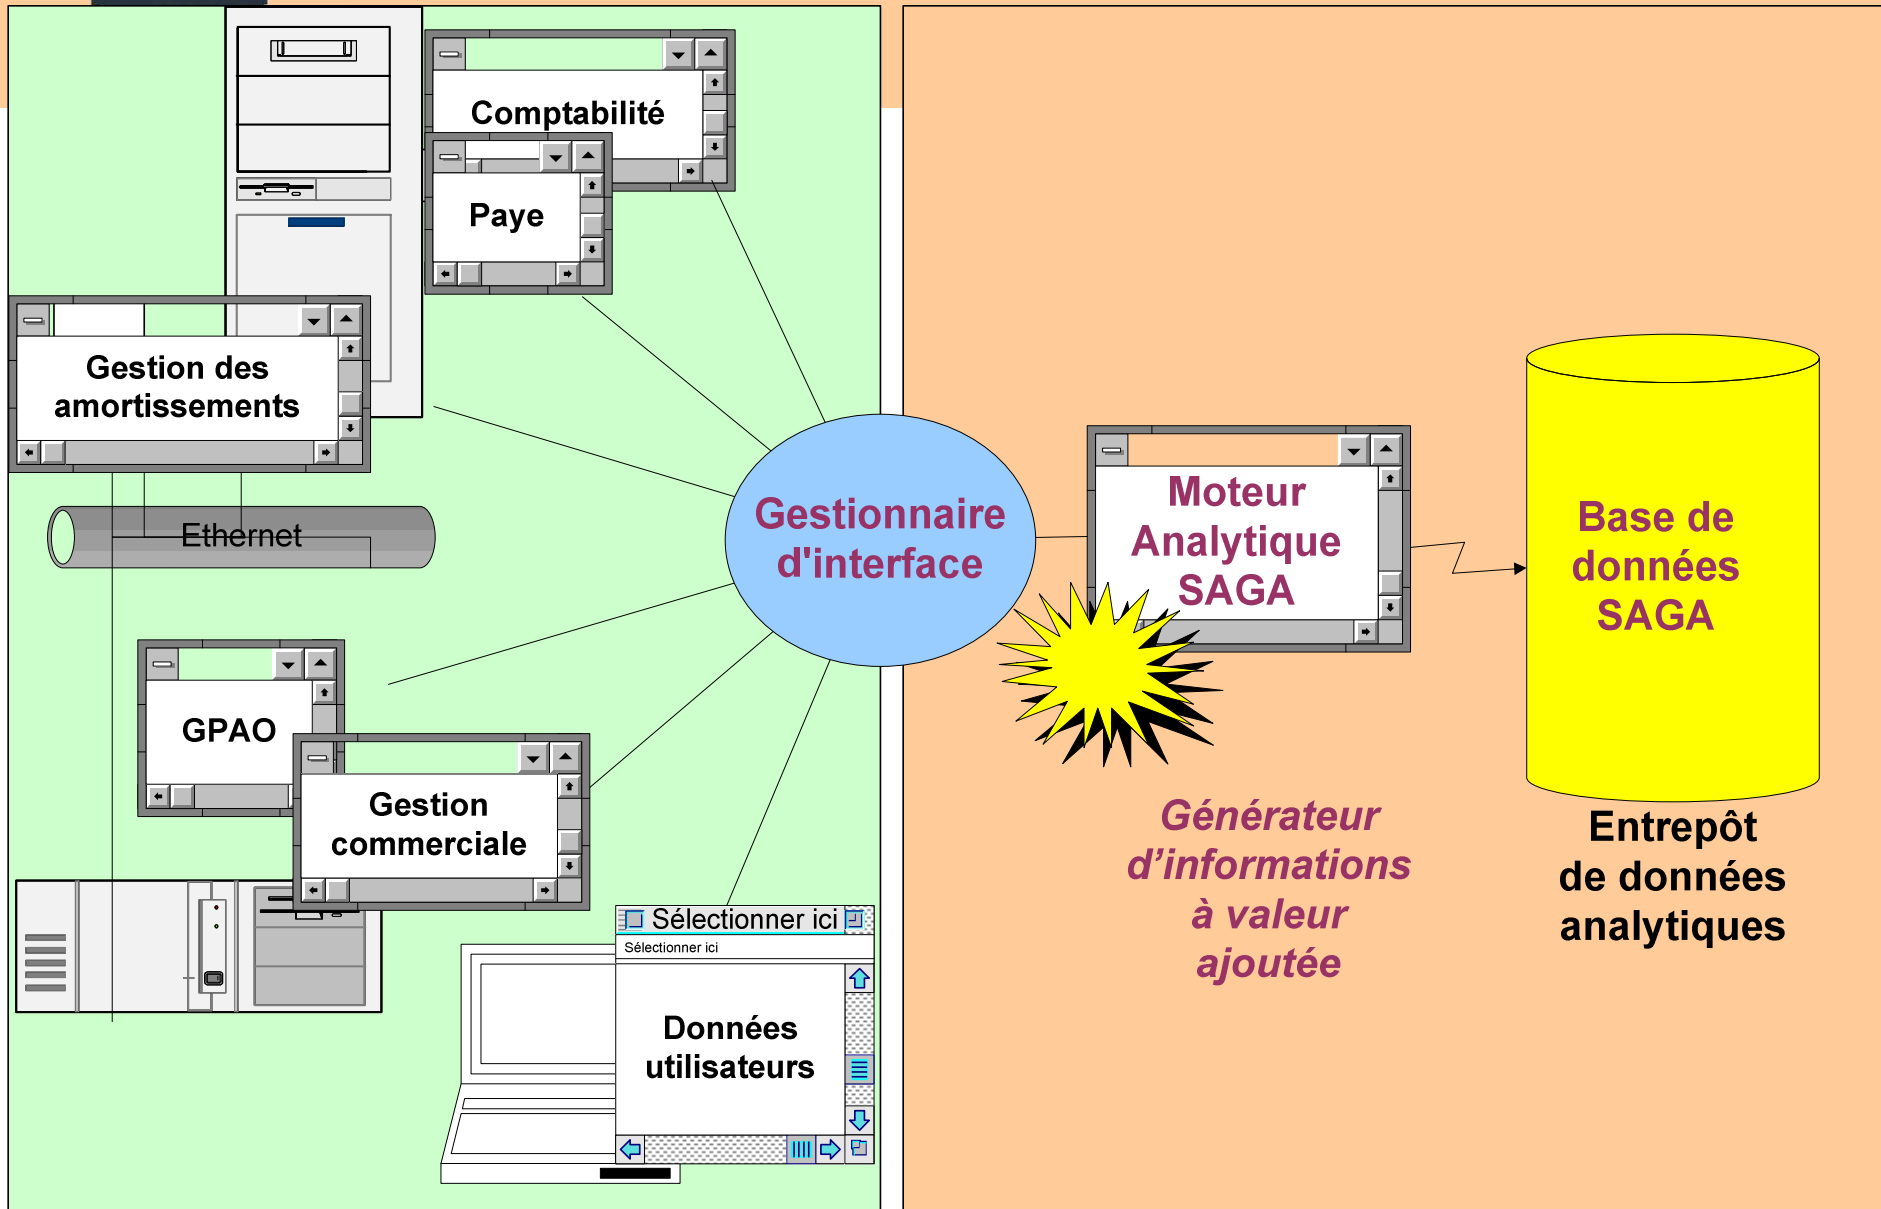 Comptabilité
Paye
Gestion des
amortissements
Ethernet
GPAO
Gestion
commerciale
Sélectionner ici
Sélectionner ici
Données
utilisateurs
Gestionnaire
d'interface
Moteur
Analytique
SAGA
Générateur
d’informations
à valeur
ajoutée
Base de
données
SAGA
Entrepôt
de données
analytiques